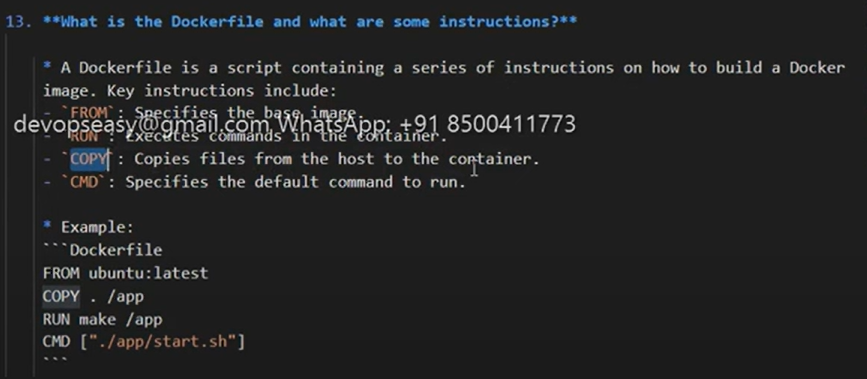 13. **What is the Dockerfile and what are some instructions?**
* A Dockerfile is a script containing a series of instructions on how to build a Docker
image. Key instructions include:
- `FROM`: Specifies the base image.
devopseasy@gmail.com WhatsApp: +91 8500411773
- `RUN`: Executes commands in the container.
- `COPY`: Copies files from the host to the container.
- `CMD`: Specifies the default command to run.
* Example:
```Dockerfile
FROM ubuntu:latest
COPY . /app
RUN make /app
CMD ["./app/start.sh"]
```